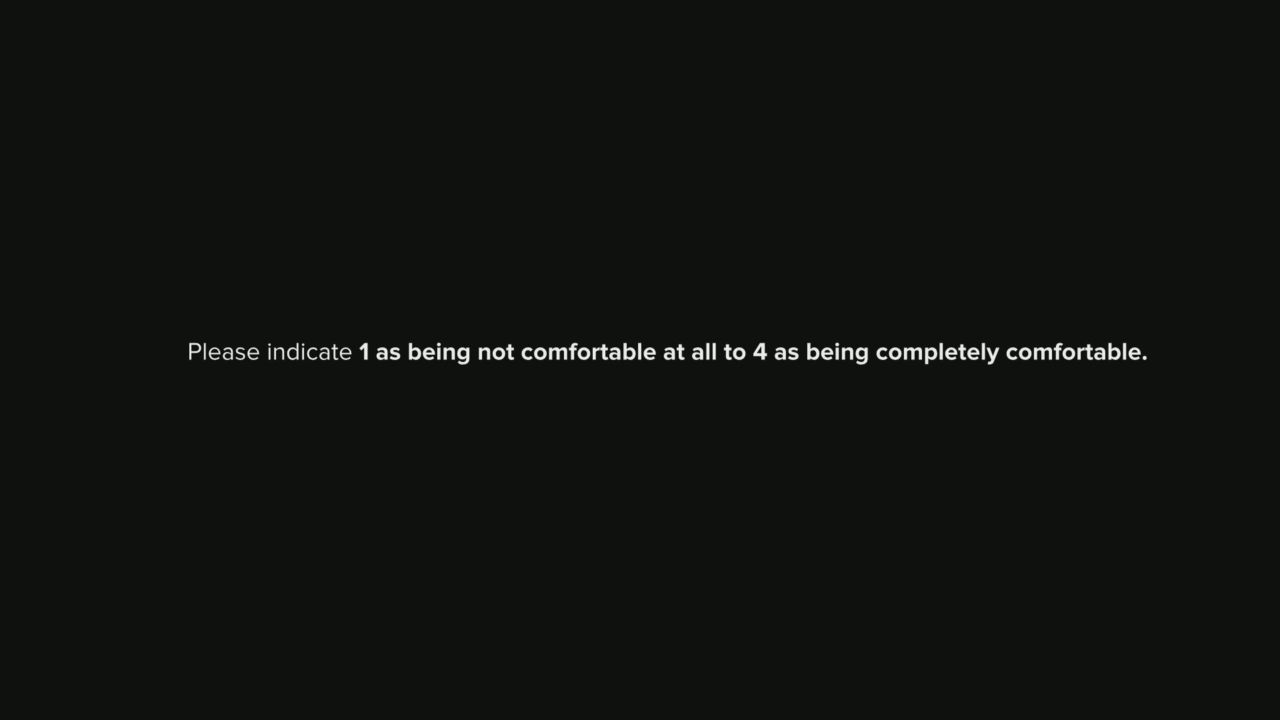 Please indicate 1 as being not comfortable at all to 4 as being completely comfortable.